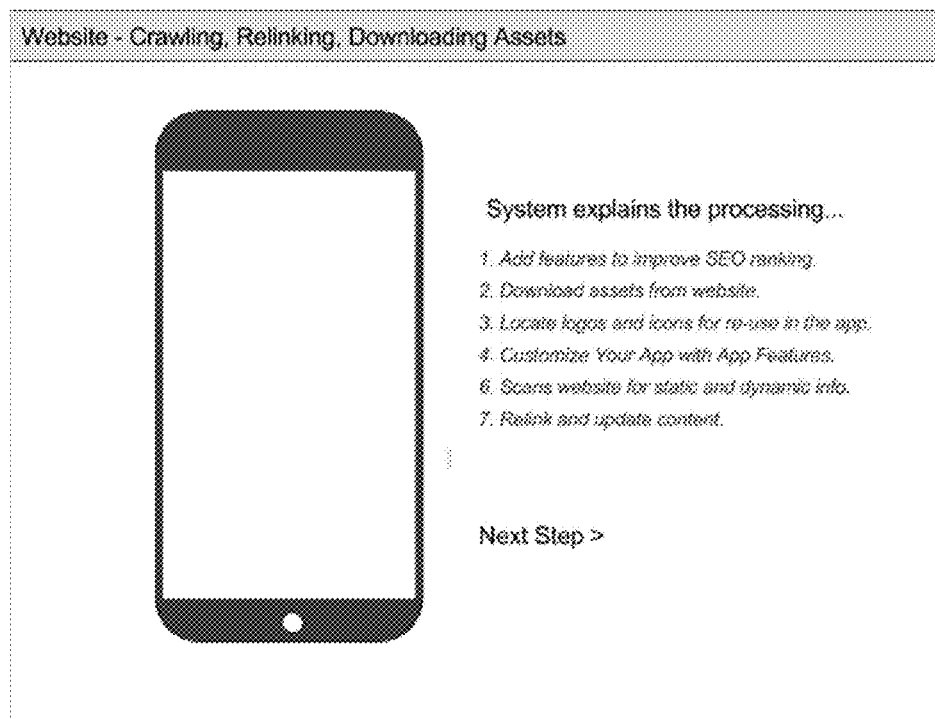 Website - Crawling, Relinking, Downloading Assets
System explains the processing...
1. Add features to improve SEO ranking.
2. Download assets from website.
3. Locate logos and icons for re-use in the app.
4. Customize Your App with App Features.
6. Scans website for static and dynamic info.
7. Relink and update content.
Next Step >